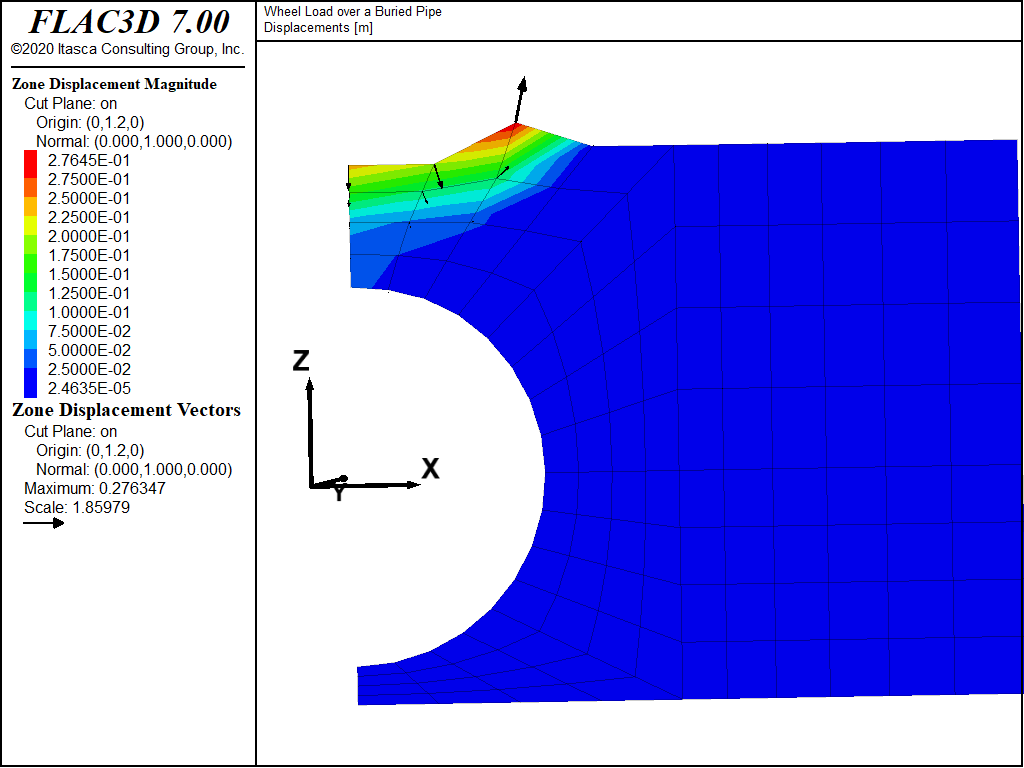 FLAC3D 7.00
©2020 Itasca Consulting Group, Inc.
Zone Displacement Magnitude
Cut Plane: on
Origin: (0,1.2,0)
Normal: (0.000,1.000,0.000)
2.7645E-01
2.7500E-01
2.5000E-01
2.2500E-01
2.0000E-01
1.7500E-01
1.5000E-01
1.2500E-01
1.0000E-01
7.5000E-02
5.0000E-02
2.5000E-02
2.4635E-05
Zone Displacement Vectors
Cut Plane: on
Origin: (0,1.2,0)
Normal: (0.000,1.000,0.000)
Maximum: 0.276347
Scale: 1.85979
Wheel Load over a Buried Pipe
Displacements [m]
Z
X
Y